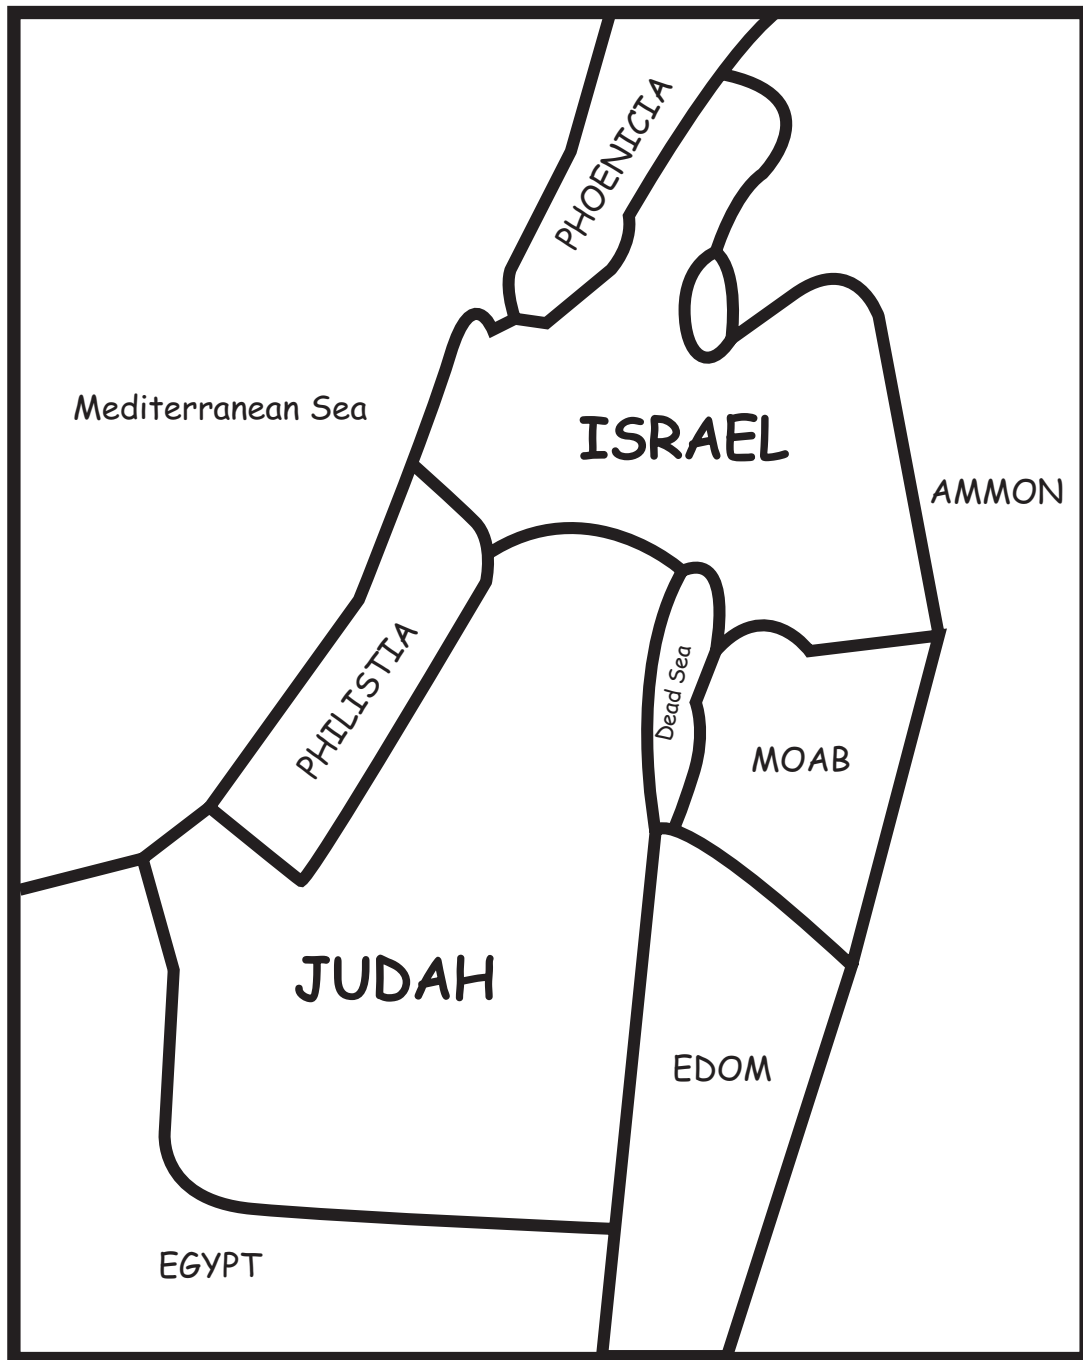 PHOENICIA
Mediterranean Sea
ISRAEL
AMMON
PHILISTIA
Dead Sea
MOAB
JUDAH
EDOM
EGYPT